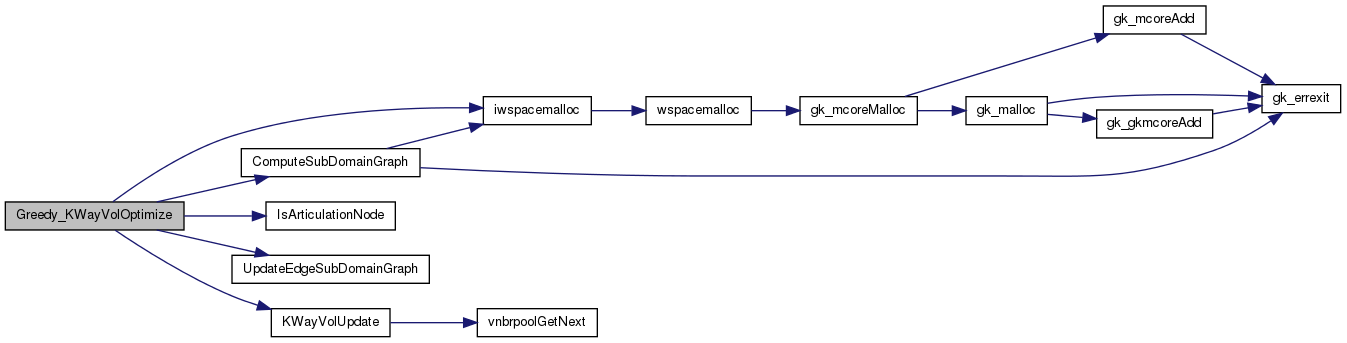 gk_mcoreAdd
gk_errexit
iwspacemalloc
wspacemalloc
gk_mcoreMalloc
gk_malloc
gk_gkmcoreAdd
ComputeSubDomainGraph
Greedy_KWayVolOptimize
IsArticulationNode
UpdateEdgeSubDomainGraph
KWayVolUpdate
vnbrpoolGetNext